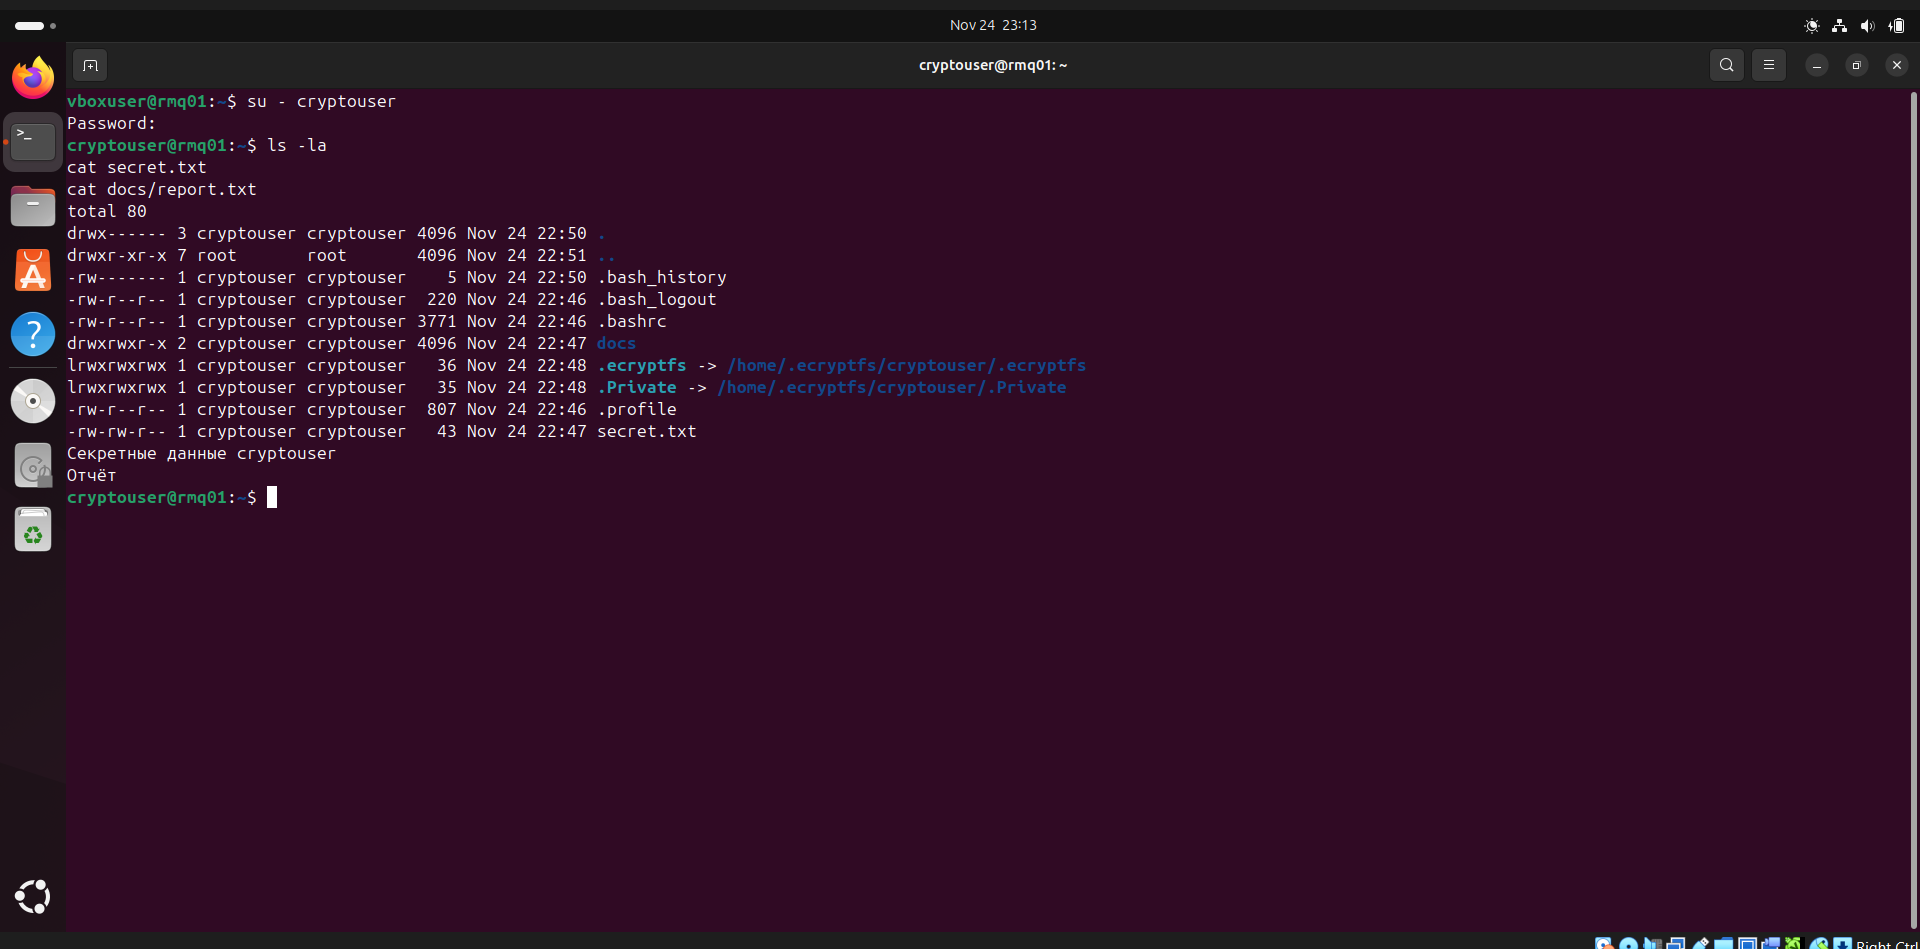 Nov 24 23:13
cryptouser@rmq01: ~
vboxuser@rmq01:~$ su - cryptouser
Password:
cryptouser@rmq01:~$ ls -la
cat secret.txt
cat docs/report.txt
total 80
drwx------ 3 cryptouser cryptouser 4096 Nov 24 22:50 .
drwxr-xr-x 7 root       root       4096 Nov 24 22:51 ..
-rw------- 1 cryptouser cryptouser    5 Nov 24 22:50 .bash_history
-rw-r--r-- 1 cryptouser cryptouser  220 Nov 24 22:46 .bash_logout
-rw-r--r-- 1 cryptouser cryptouser 3771 Nov 24 22:46 .bashrc
drwxrwxr-x 2 cryptouser cryptouser 4096 Nov 24 22:47 docs
lrwxrwxrwx 1 cryptouser cryptouser   36 Nov 24 22:48 .ecryptfs -> /home/.ecryptfs/cryptouser/.ecryptfs
lrwxrwxrwx 1 cryptouser cryptouser   35 Nov 24 22:48 .Private -> /home/.ecryptfs/cryptouser/.Private
-rw-r--r-- 1 cryptouser cryptouser  807 Nov 24 22:46 .profile
-rw-rw-r-- 1 cryptouser cryptouser   43 Nov 24 22:47 secret.txt
Секретные данные cryptouser
Отчёт
cryptouser@rmq01:~$
Right Ctrl